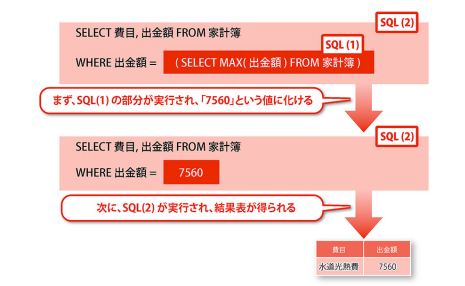 SQL(2)
SELECT 費目, 出金額 FROM 家計簿
SQL(1)
WHERE 出金額 = ( SELECT MAX( 出金額 ) FROM 家計簿 )
まず、SQL(1) の部分が実行され、「7560」という値に化ける
SQL(2)
SELECT 費目, 出金額 FROM 家計簿
WHERE 出金額 = 7560
次に、SQL(2) が実行され、結果表が得られる
費目 出金額
水道光熱費 7560